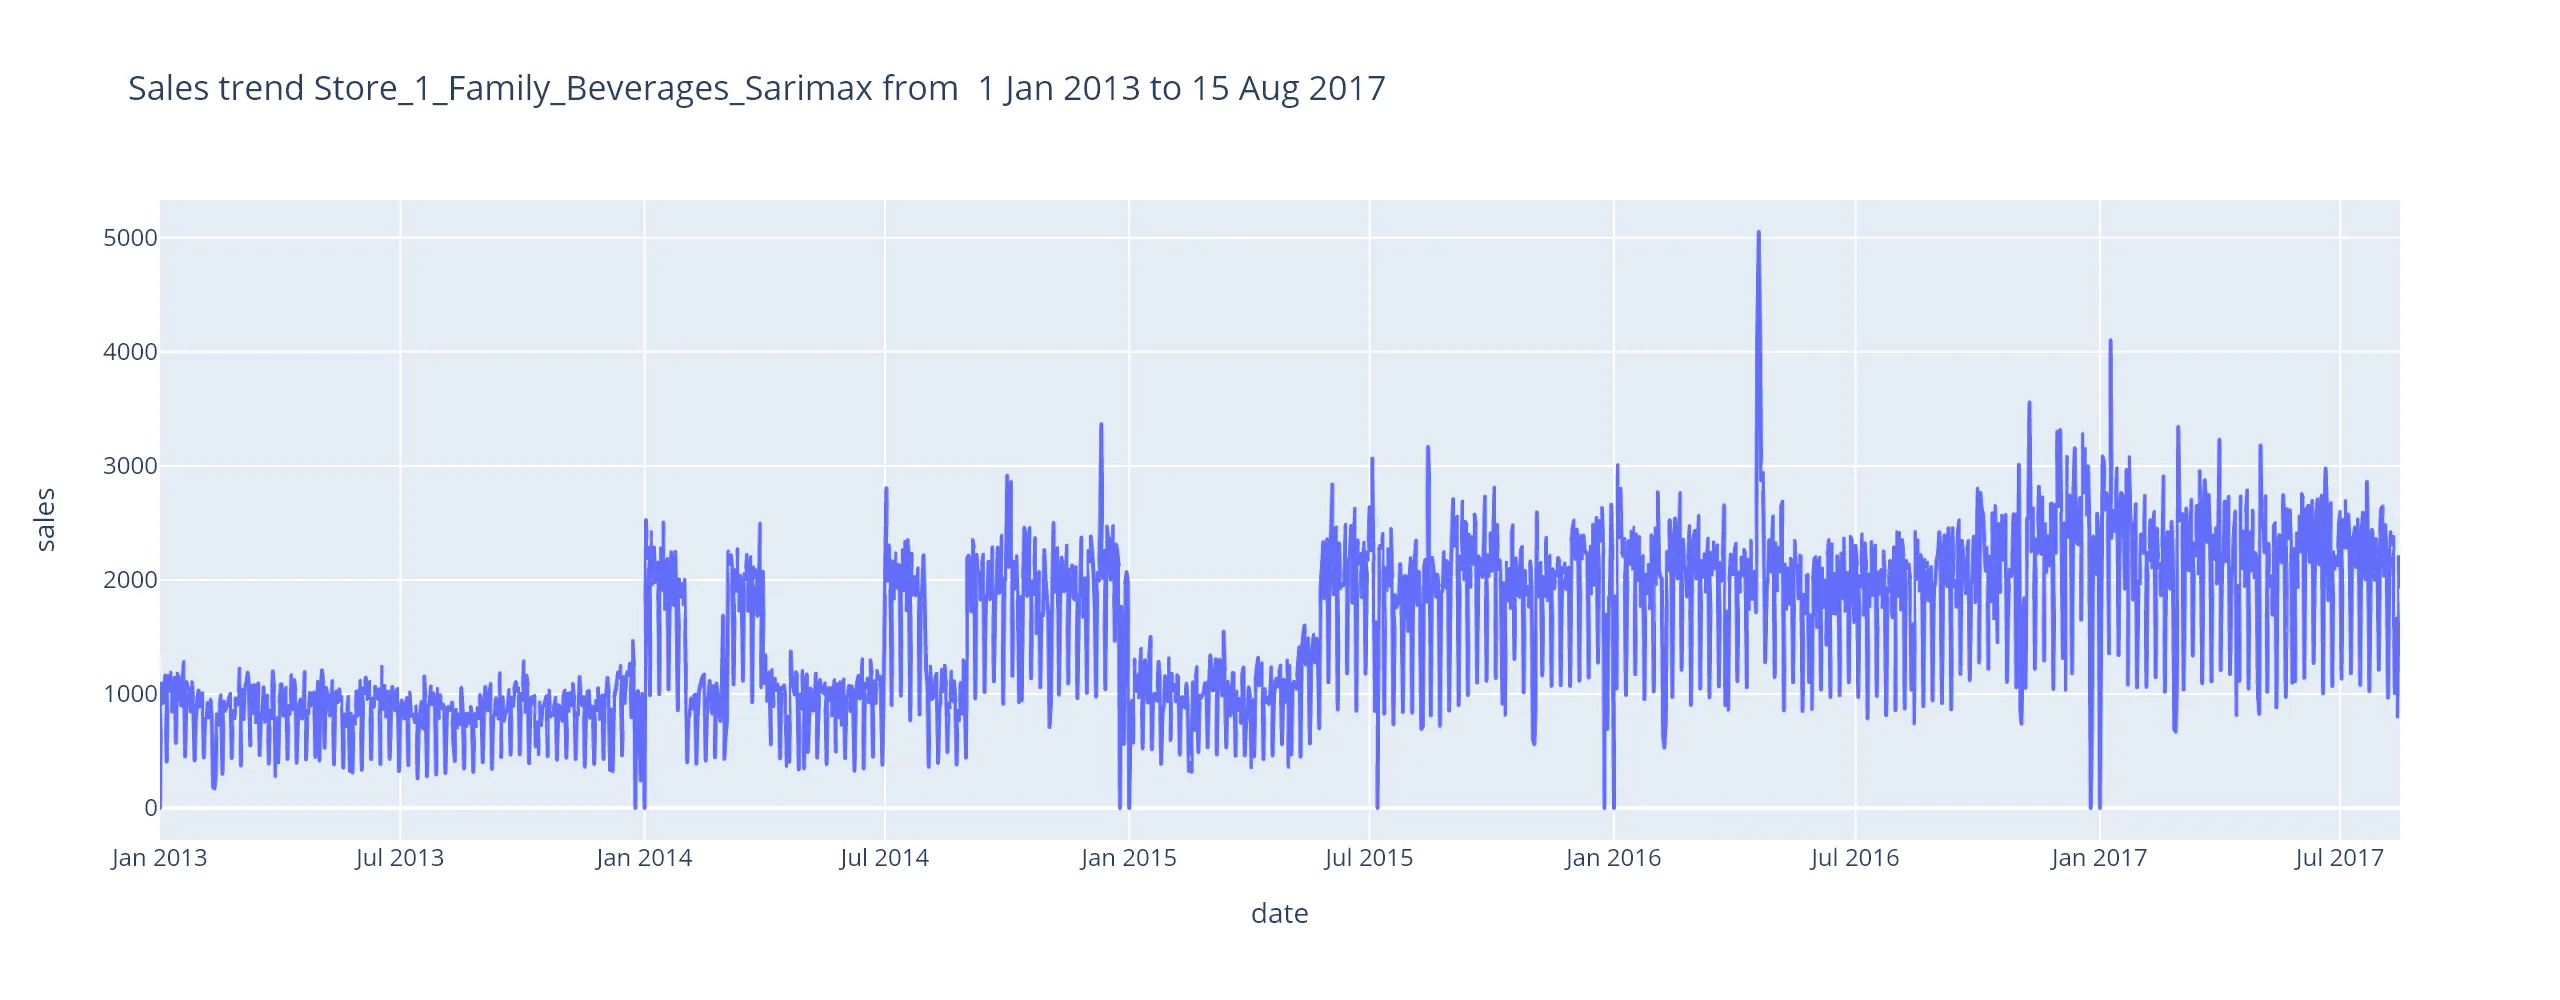 Sales trend Store_1_Family_Beverages_Sarimax from  1 Jan 2013 to 15 Aug 2017
5000
4000
3000
2000
1000
0
sales
Jan 2013 Jul 2013 Jan 2014 Jul 2014 Jan 2015 Jul 2015 Jan 2016 Jul 2016 Jan 2017 Jul 2017
date